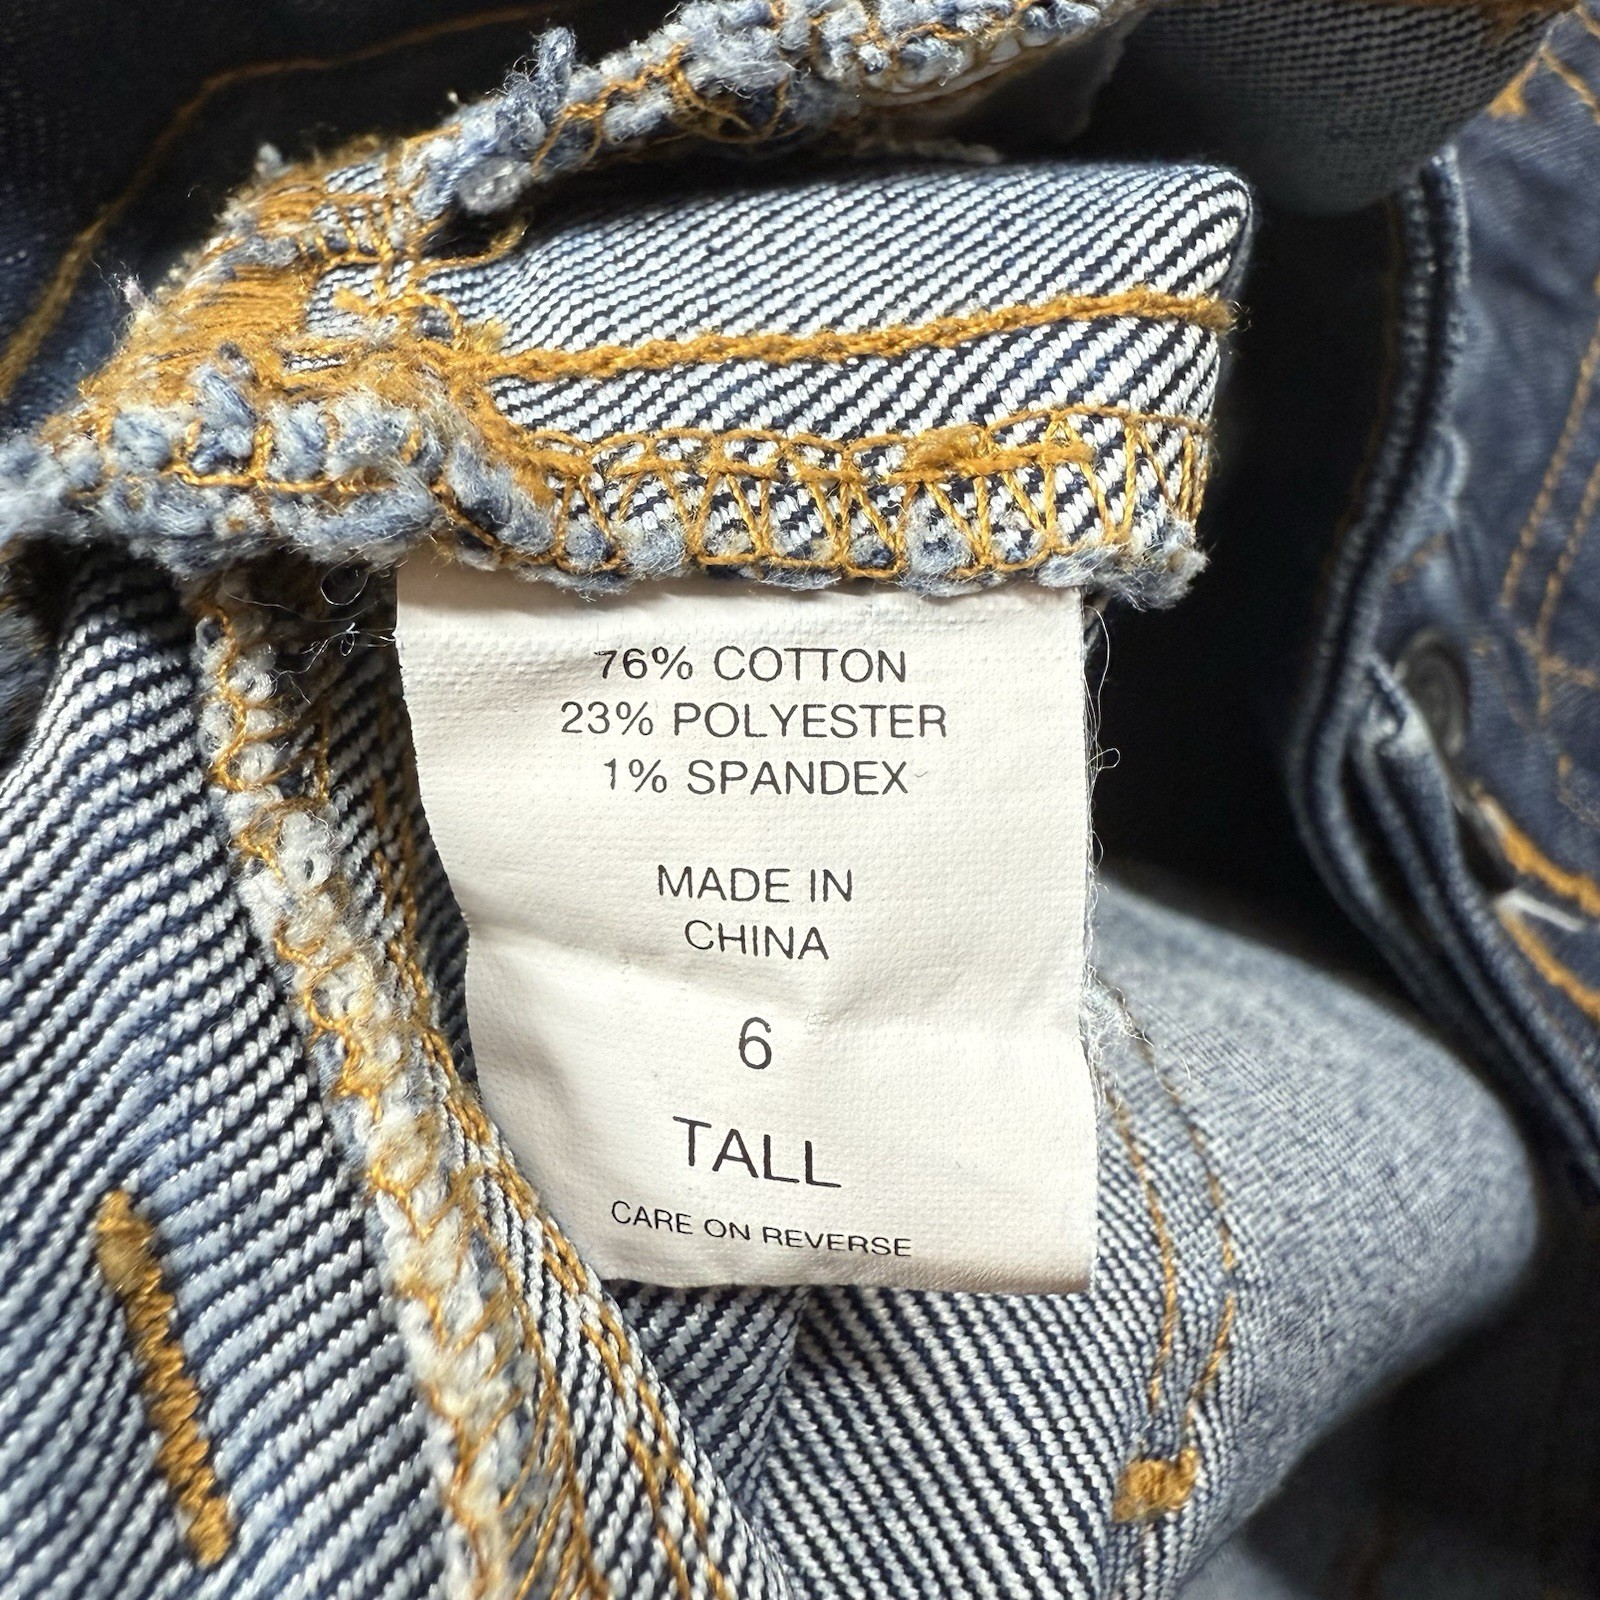 76% COTTON
23% POLYESTER
1% SPANDEX
MADE IN
CHINA
6
TALL
CARE ON REVERSE